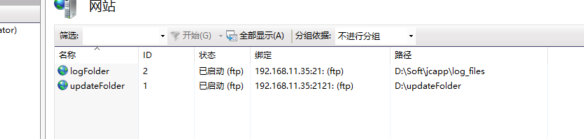 ator)
网站
筛选: 开始(G) 全部显示(A) 分组依据: 不进行分组
名称 ID 状态 绑定 路径
logFolder 2 已启动 (ftp) 192.168.11.35:21: (ftp) D:\Soft\jcapp\log_files
updateFolder 1 已启动 (ftp) 192.168.11.35:2121: (ftp) D:\updateFolder